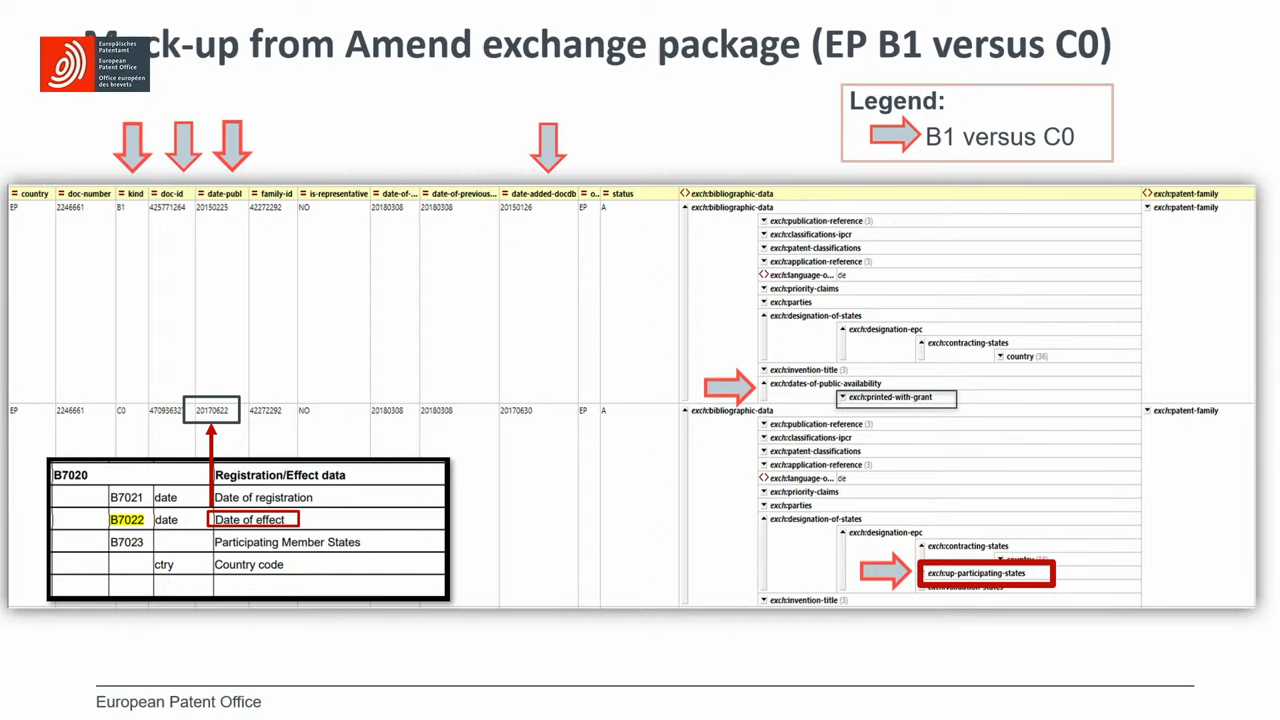 Mock-up from Amend exchange package (EP B1 versus C0)
Europäisches
Patentamt
European
Patent Office
Office européen
des brevets
Legend:
B1 versus C0
country doc-number kind doc-id date-publ family-id is-representative date-of-... date-of-previous... date-added-docdb o... status exch:bibliographic-data exch:patent-family
EP 2246661 B1 425771264 20150225 42272292 NO 20180308 20180308 20150126 EP A exch:bibliographic-data exch:patent-family
exch:publication-reference (3)
exch:classifications-ipcr
exch:patent-classifications
exch:application-reference (3)
exch:language-o... de
exch:priority-claims
exch:parties
exch:designation-of-states
exch:designation-epc
exch:contracting-states
country (36)
exch:invention-title (3)
exch:dates-of-public-availability
exch:printed-with-grant
EP 2246661 C0 470936327 20170622 42272292 NO 20180308 20180308 20170630 EP A exch:bibliographic-data exch:patent-family
exch:publication-reference (3)
exch:classifications-ipcr
exch:patent-classifications
exch:application-reference (3)
exch:language-o... de
exch:priority-claims
exch:parties
exch:designation-of-states
exch:designation-epc
exch:contracting-states
exch:up-participating-states
exch:invention-title (3)
B7020 Registration/Effect data
B7021 date Date of registration
B7022 date Date of effect
B7023 Participating Member States
ctry Country code
European Patent Office